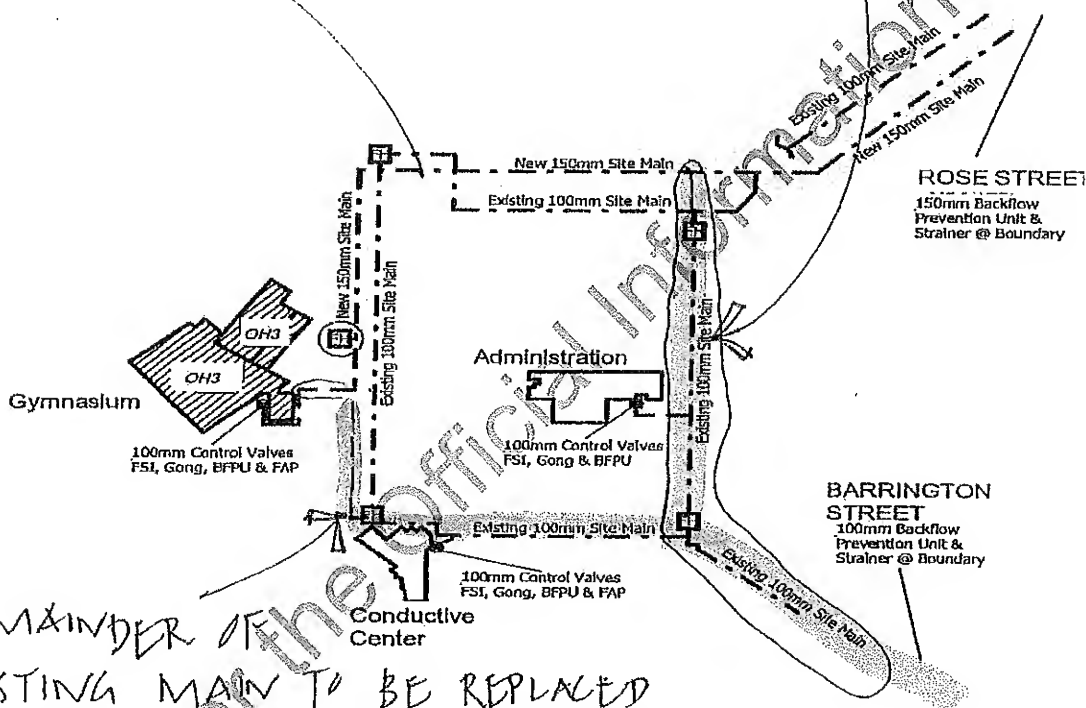 Existing 100mm Site Main
New 150mm Site Main
ROSE STREET
150mm Backflow
Prevention Unit &
Strainer @ Boundary
New 150mm Site Main
Existing 100mm Site Main
New 150mm Site Main
Existing 100mm Site Main
Existing 100mm Site Main
OH3
OH3
Gymnasium
100mm Control Valves
FSI, Gong, BFPU & FAP
Administration
100mm Control Valves
FSI, Gong & BFPU
Existing 100mm Site Main
Existing 100mm Site Main
BARRINGTON
STREET
100mm Backflow
Prevention Unit &
Strainer @ Boundary
100mm Control Valves
FSI, Gong, BFPU & FAP
Conductive
Center
MAINDER OF
STING MAIN TO BE REPLACED
the Official Information